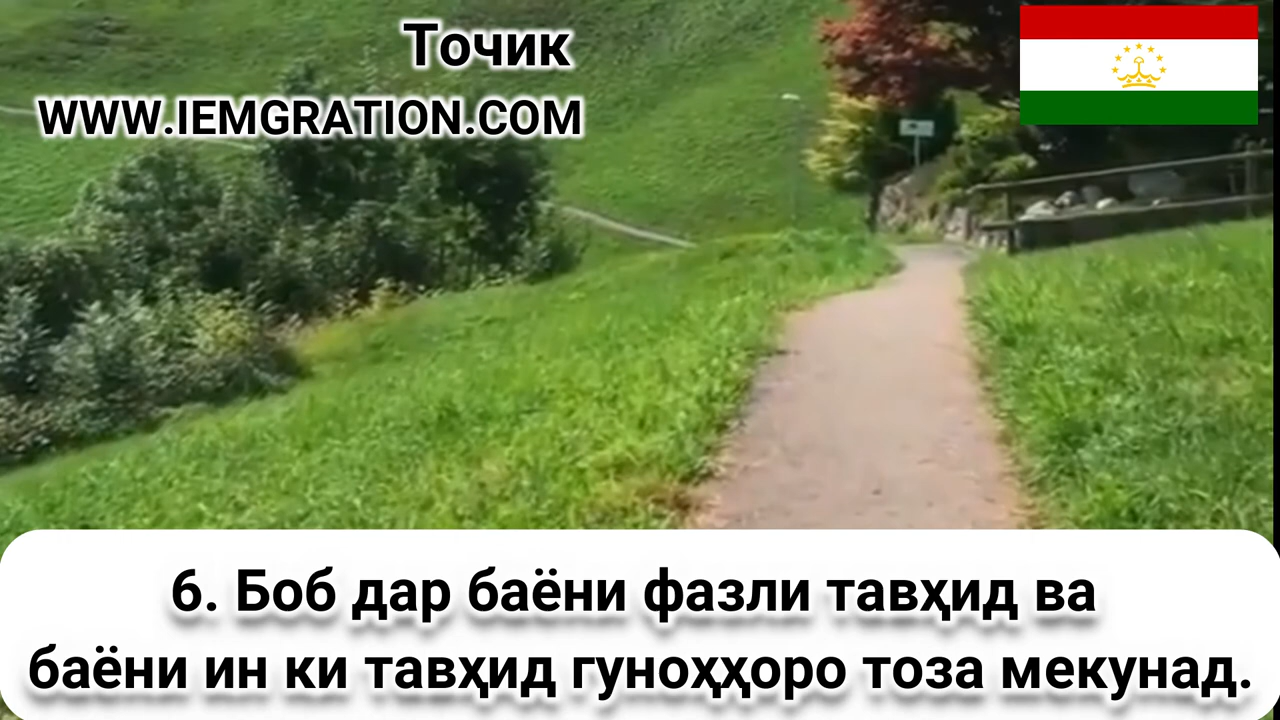 Точик
WWW.IEMGRATION.COM
6. Боб дар баёни фазли тавҳид ва
баёни ин ки тавҳид гуноҳҳоро тоза мекунад.